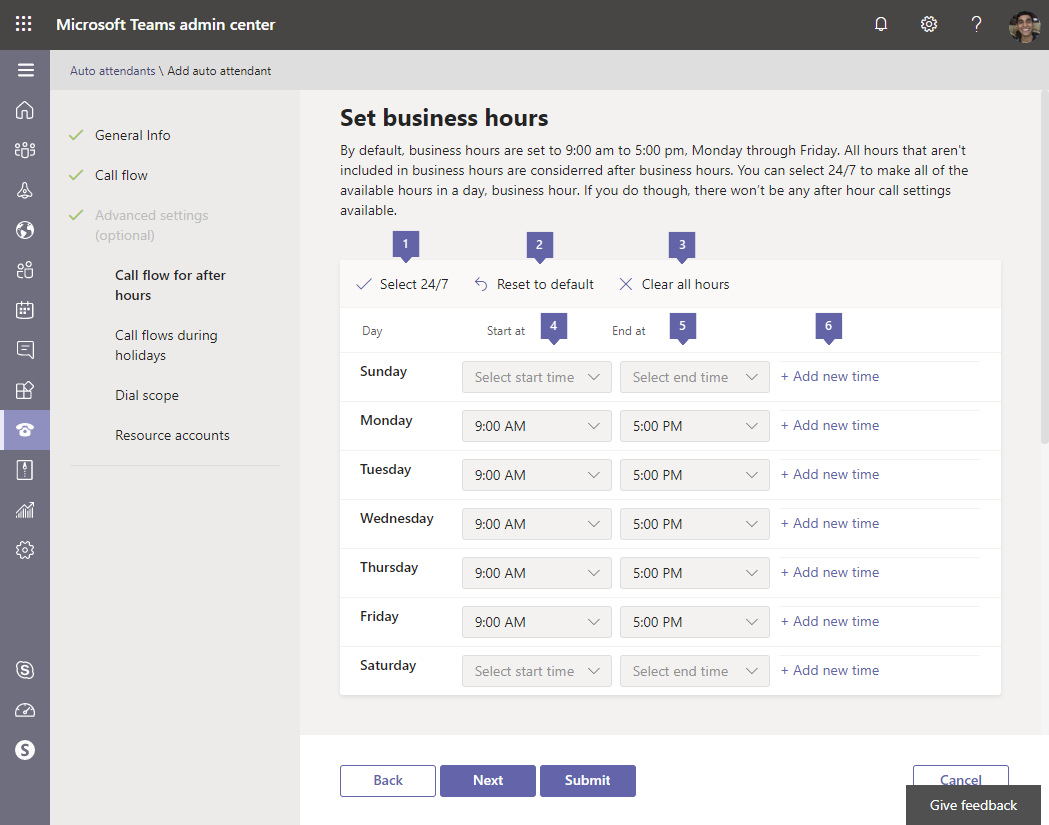 Microsoft Teams admin center
?
Auto attendants \ Add auto attendant
General Info
Call flow
Advanced settings
(optional)
Call flow for after
hours
Call flows during
holidays
Dial scope
Resource accounts
Set business hours
By default, business hours are set to 9:00 am to 5:00 pm, Monday through Friday. All hours that aren't
included in business hours are considerred after business hours. You can select 24/7 to make all of the
available hours in a day, business hour. If you do though, there won't be any after hour call settings
available.
1 2 3
Select 24/7 Reset to default Clear all hours
Day Start at 4 End at 5 6
Sunday Select start time Select end time + Add new time
Monday 9:00 AM 5:00 PM + Add new time
Tuesday 9:00 AM 5:00 PM + Add new time
Wednesday 9:00 AM 5:00 PM + Add new time
Thursday 9:00 AM 5:00 PM + Add new time
Friday 9:00 AM 5:00 PM + Add new time
Saturday Select start time Select end time + Add new time
S
S
Back Next Submit Cancel
Give feedback